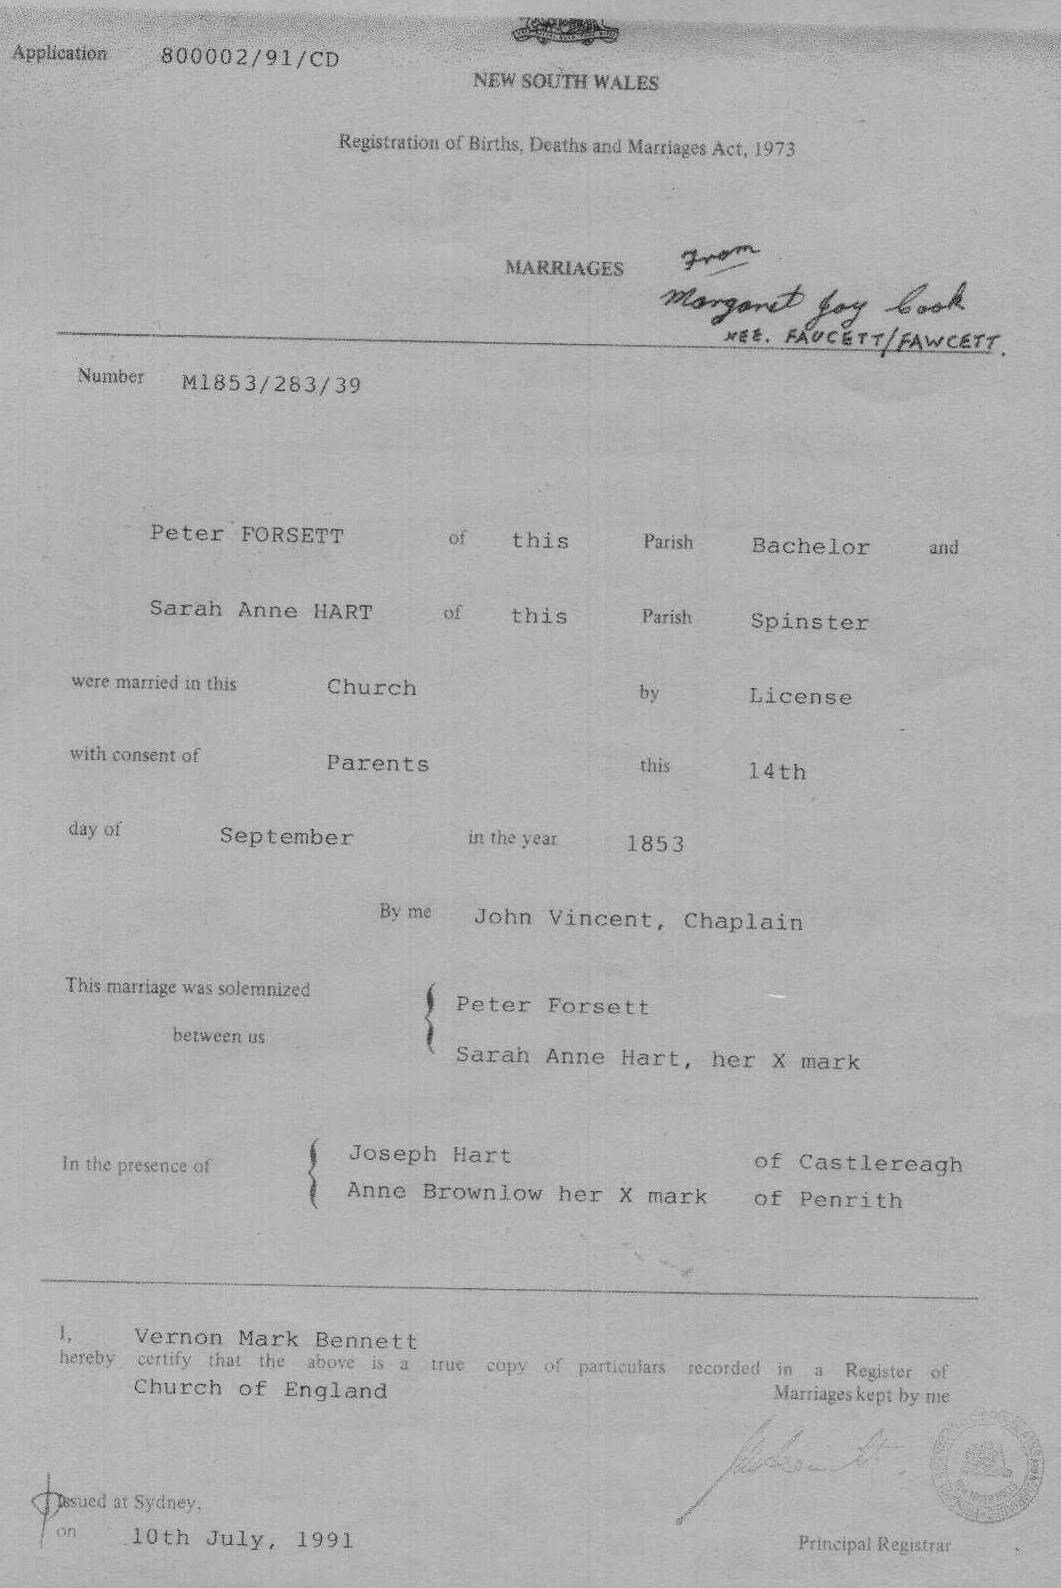 Application 800002/91/CD
NEW SOUTH WALES
Registration of Births, Deaths and Marriages Act, 1973
MARRIAGES
From
Margaret Joy Cook
NEE. FAUCETT/FAWCETT.
Number M1853/283/39
Peter FORSETT of this Parish Bachelor and
Sarah Anne HART of this Parish Spinster
were married in this Church by License
with consent of Parents this 14th
day of September in the year 1853
By me John Vincent, Chaplain
This marriage was solemnized
between us
Peter Forsett
Sarah Anne Hart, her X mark
In the presence of
Joseph Hart of Castlereagh
Anne Brownlow her X mark of Penrith
I, Vernon Mark Bennett
hereby certify that the above is a true copy of particulars recorded in a Register of
Church of England Marriages kept by me
Issued at Sydney,
on 10th July, 1991
Principal Registrar